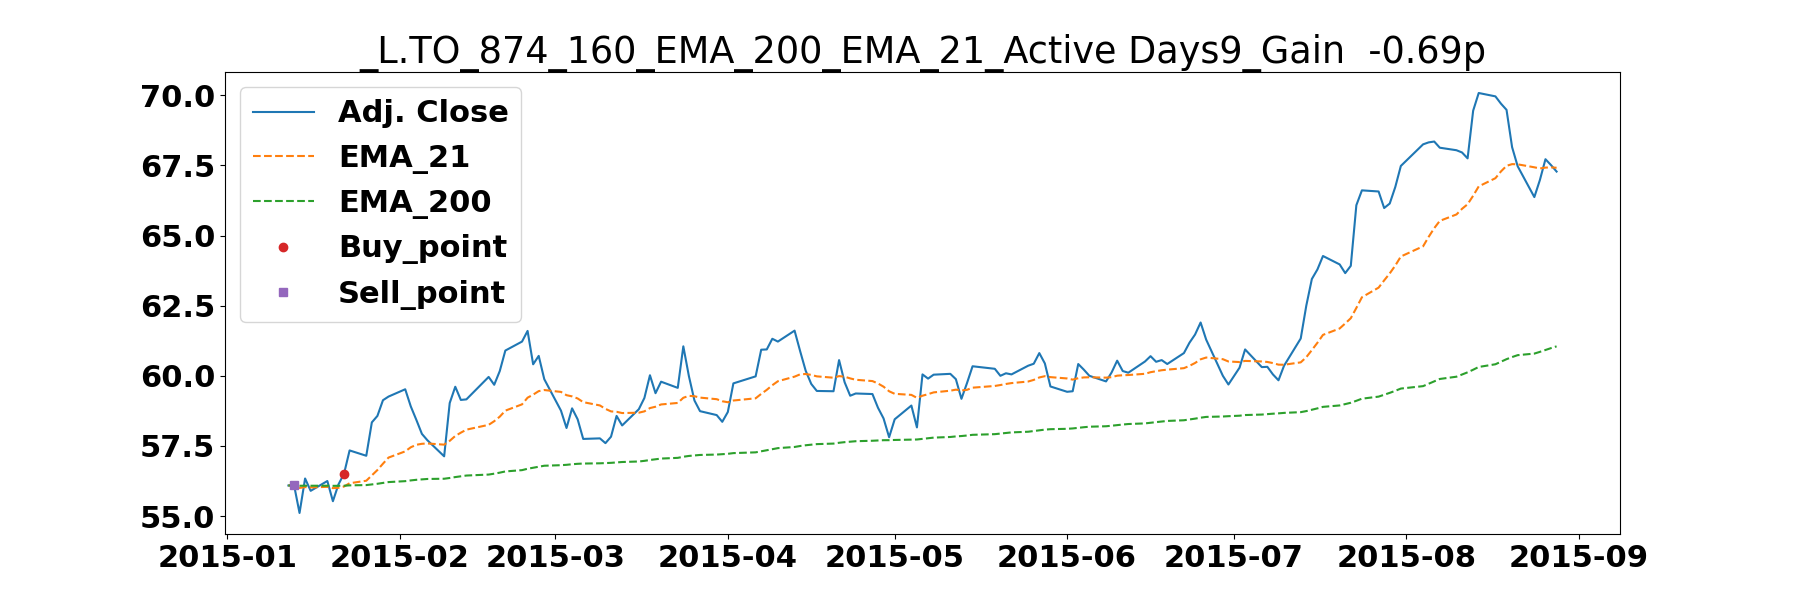 _L.TO_874_160_EMA_200_EMA_21_Active Days9_Gain  -0.69p
70.0
67.5
65.0
62.5
60.0
57.5
55.0
Adj. Close
EMA_21
EMA_200
Buy_point
Sell_point
2015-01 2015-02 2015-03 2015-04 2015-05 2015-06 2015-07 2015-08 2015-09